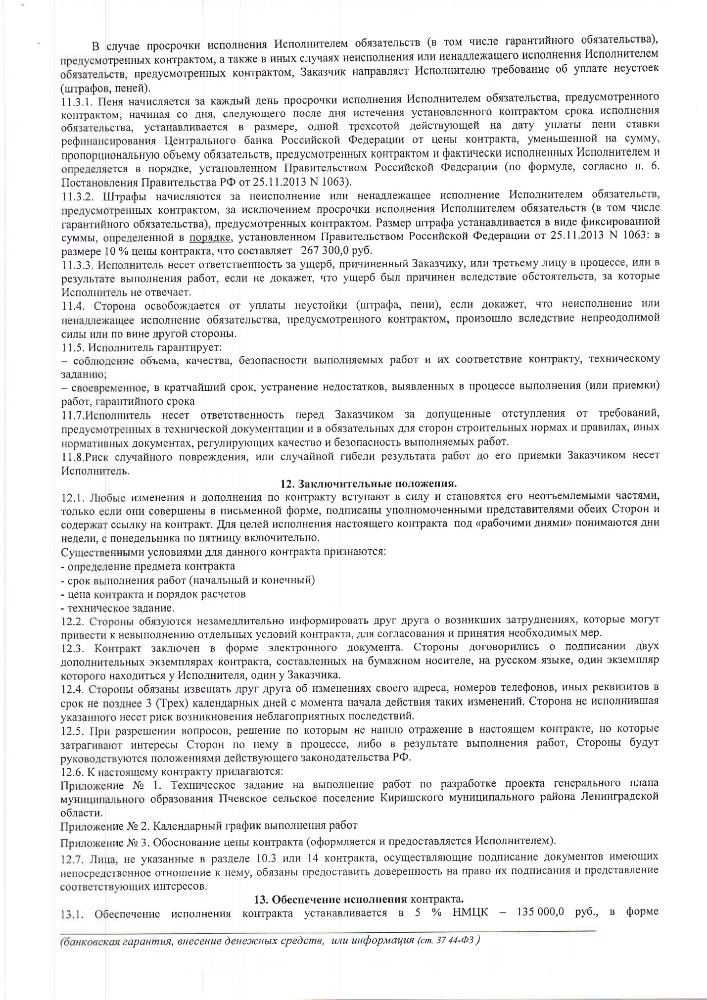 В случае просрочки исполнения Исполнителем обязательств (в том числе гарантийного обязательства),
предусмотренных контрактом, а также в иных случаях неисполнения или ненадлежащего исполнения Исполнителем
обязательств, предусмотренных контрактом, Заказчик направляет Исполнителю требование об уплате неустоек
(штрафов, пеней).
11.3.1. Пеня начисляется за каждый день просрочки исполнения Исполнителем обязательства, предусмотренного
контрактом, начиная со дня, следующего после дня истечения установленного контрактом срока исполнения
обязательства, устанавливается в размере, одной трехсотой действующей на дату уплаты пени ставки
рефинансирования Центрального банка Российской Федерации от цены контракта, уменьшенной на сумму,
пропорциональную объему обязательств, предусмотренных контрактом и фактически исполненных Исполнителем и
определяется в порядке, установленном Правительством Российской Федерации (по формуле, согласно п. 6.
Постановления Правительства РФ от 25.11.2013 N 1063).
11.3.2. Штрафы начисляются за неисполнение или ненадлежащее исполнение Исполнителем обязательств,
предусмотренных контрактом, за исключением просрочки исполнения Исполнителем обязательств (в том числе
гарантийного обязательства), предусмотренных контрактом. Размер штрафа устанавливается в виде фиксированной
суммы, определенной в порядке, установленном Правительством Российской Федерации от 25.11.2013 N 1063: в
размере 10 % цены контракта, что составляет 267 300,0 руб.
11.3.3. Исполнитель несет ответственность за ущерб, причиненный Заказчику, или третьему лицу в процессе, или в
результате выполнения работ, если не докажет, что ущерб был причинен вследствие обстоятельств, за которые
Исполнитель не отвечает.
11.4. Сторона освобождается от уплаты неустойки (штрафа, пени), если докажет, что неисполнение или
ненадлежащее исполнение обязательства, предусмотренного контрактом, произошло вследствие непреодолимой
силы или по вине другой стороны.
11.5. Исполнитель гарантирует:
– соблюдение объема, качества, безопасности выполняемых работ и их соответствие контракту, техническому
заданию;
– своевременное, в кратчайший срок, устранение недостатков, выявленных в процессе выполнения (или приемки)
работ, гарантийного срока
11.7.Исполнитель несет ответственность перед Заказчиком за допущенные отступления от требований,
предусмотренных в технической документации и в обязательных для сторон строительных нормах и правилах, иных
нормативных документах, регулирующих качество и безопасность выполняемых работ.
11.8.Риск случайного повреждения, или случайной гибели результата работ до его приемки Заказчиком несет
Исполнитель.
12. Заключительные положения.
12.1. Любые изменения и дополнения по контракту вступают в силу и становятся его неотъемлемыми частями,
только если они совершены в письменной форме, подписаны уполномоченными представителями обеих Сторон и
содержат ссылку на контракт. Для целей исполнения настоящего контракта под «рабочими днями» понимаются дни
недели, с понедельника по пятницу включительно.
Существенными условиями для данного контракта признаются:
- определение предмета контракта
- срок выполнения работ (начальный и конечный)
- цена контракта и порядок расчетов
- техническое задание.
12.2. Стороны обязуются незамедлительно информировать друг друга о возникших затруднениях, которые могут
привести к невыполнению отдельных условий контракта, для согласования и принятия необходимых мер.
12.3. Контракт заключен в форме электронного документа. Стороны договорились о подписании двух
дополнительных экземплярах контракта, составленных на бумажном носителе, на русском языке, один экземпляр
которого находиться у Исполнителя, один у Заказчика.
12.4. Стороны обязаны извещать друг друга об изменениях своего адреса, номеров телефонов, иных реквизитов в
срок не позднее 3 (Трех) календарных дней с момента начала действия таких изменений. Сторона не исполнившая
указанного несет риск возникновения неблагоприятных последствий.
12.5. При разрешении вопросов, решение по которым не нашло отражение в настоящем контракте, но которые
затрагивают интересы Сторон по нему в процессе, либо в результате выполнения работ, Стороны будут
руководствуются положениями действующего законодательства РФ.
12.6. К настоящему контракту прилагаются:
Приложение № 1. Техническое задание на выполнение работ по разработке проекта генерального плана
муниципального образования Пчевское сельское поселение Киришского муниципального района Ленинградской
области.
Приложение № 2. Календарный график выполнения работ
Приложение № 3. Обоснование цены контракта (оформляется и предоставляется Исполнителем).
12.7. Лица, не указанные в разделе 10.3 или 14 контракта, осуществляющие подписание документов имеющих
непосредственное отношение к нему, обязаны предоставить доверенность на право их подписания и представление
соответствующих интересов.
13. Обеспечение исполнения контракта.
13.1. Обеспечение исполнения контракта устанавливается в 5 % НМЦК – 135 000,0 руб., в форме
(банковская гарантия, внесение денежных средств, или информация (ст. 37 44-ФЗ )